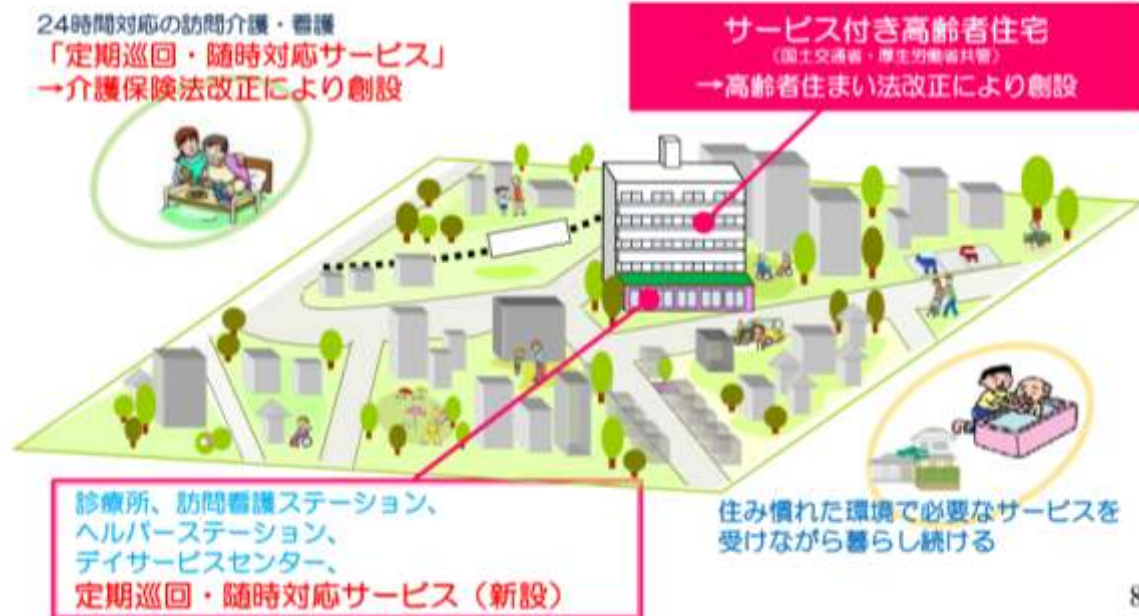 24時間対応の訪問介護・看護
「定期巡回・随時対応サービス」
→介護保険法改正により創設
サービス付き高齢者住宅
(国土交通省・厚生労働省共管)
→高齢者住まい法改正により創設
診療所、訪問看護ステーション、
ヘルパーステーション、
デイサービスセンター、
定期巡回・随時対応サービス(新設)
住み慣れた環境で必要なサービスを
受けながら暮らし続ける
8